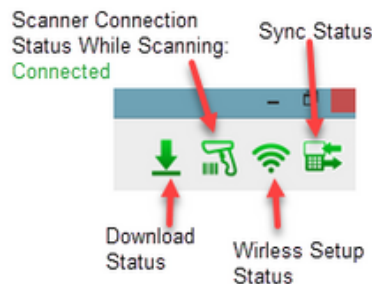 Scanner Connection
Status While Scanning:
Connected
Sync Status
Download
Status
Wirless Setup
Status